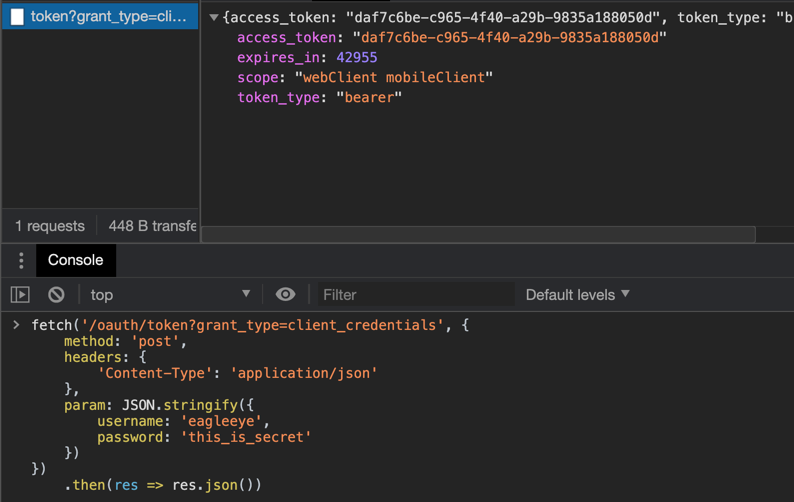 token?grant_type=cli...
{access_token: "daf7c6be-c965-4f40-a29b-9835a188050d", token_type: "b
access_token: "daf7c6be-c965-4f40-a29b-9835a188050d"
expires_in: 42955
scope: "webClient mobileClient"
token_type: "bearer"
1 requests
448 B transfe
Console
top
Filter
Default levels
fetch('/oauth/token?grant_type=client_credentials', {
method: 'post',
headers: {
'Content-Type': 'application/json'
},
param: JSON.stringify({
username: 'eagleeye',
password: 'this_is_secret'
})
})
.then(res => res.json())